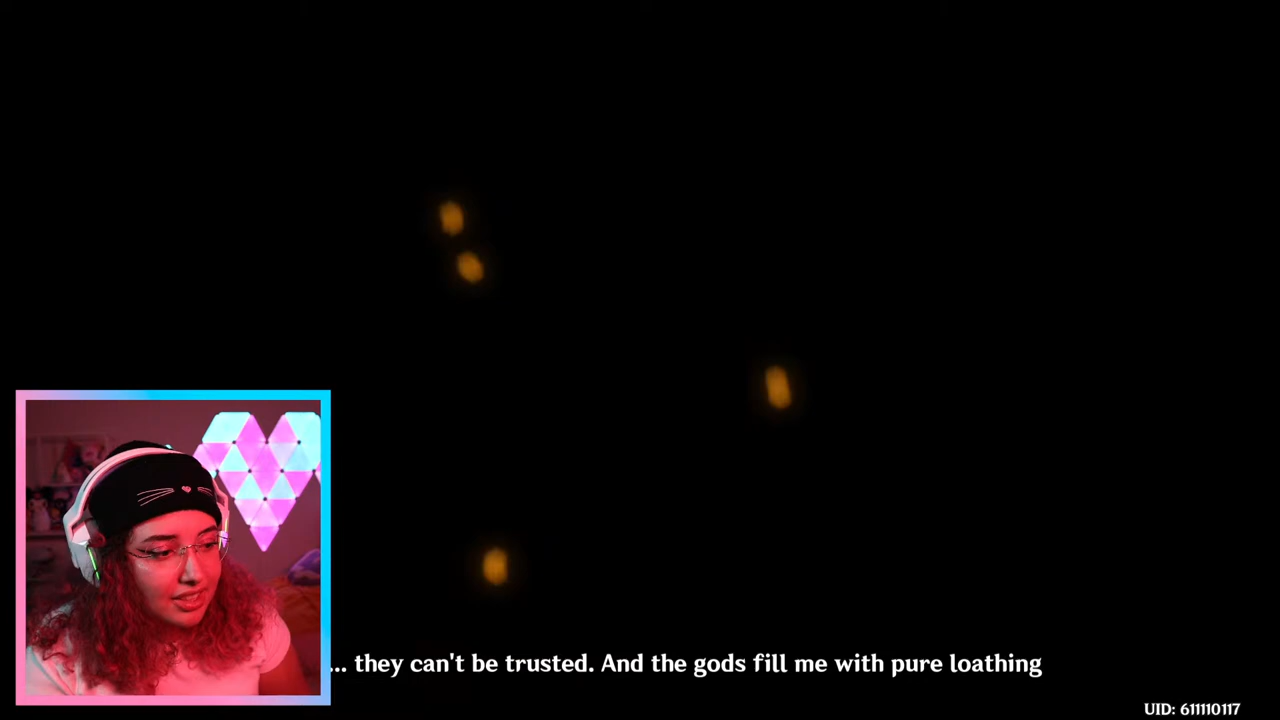 ... they can't be trusted. And the gods fill me with pure loathing
UID: 611110117